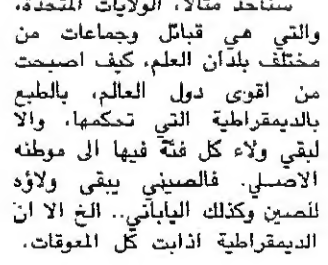 سنأخذ مثالا، الولايات المتحدة،
والتي هي قبائل وجماعات من
مختلف بلدان العلم، كيف اصبحت
من اقوى دول العالم، بالطبع
بالديمقراطية التي تحكمها، والا
لبقي ولاء كل فئة فيها الى موطنه
الاصلي. فالصيني يبقى ولاؤه
للصين وكذلك الياباني.. الخ الا ان
الديمقراطية اذابت كل المعوقات.